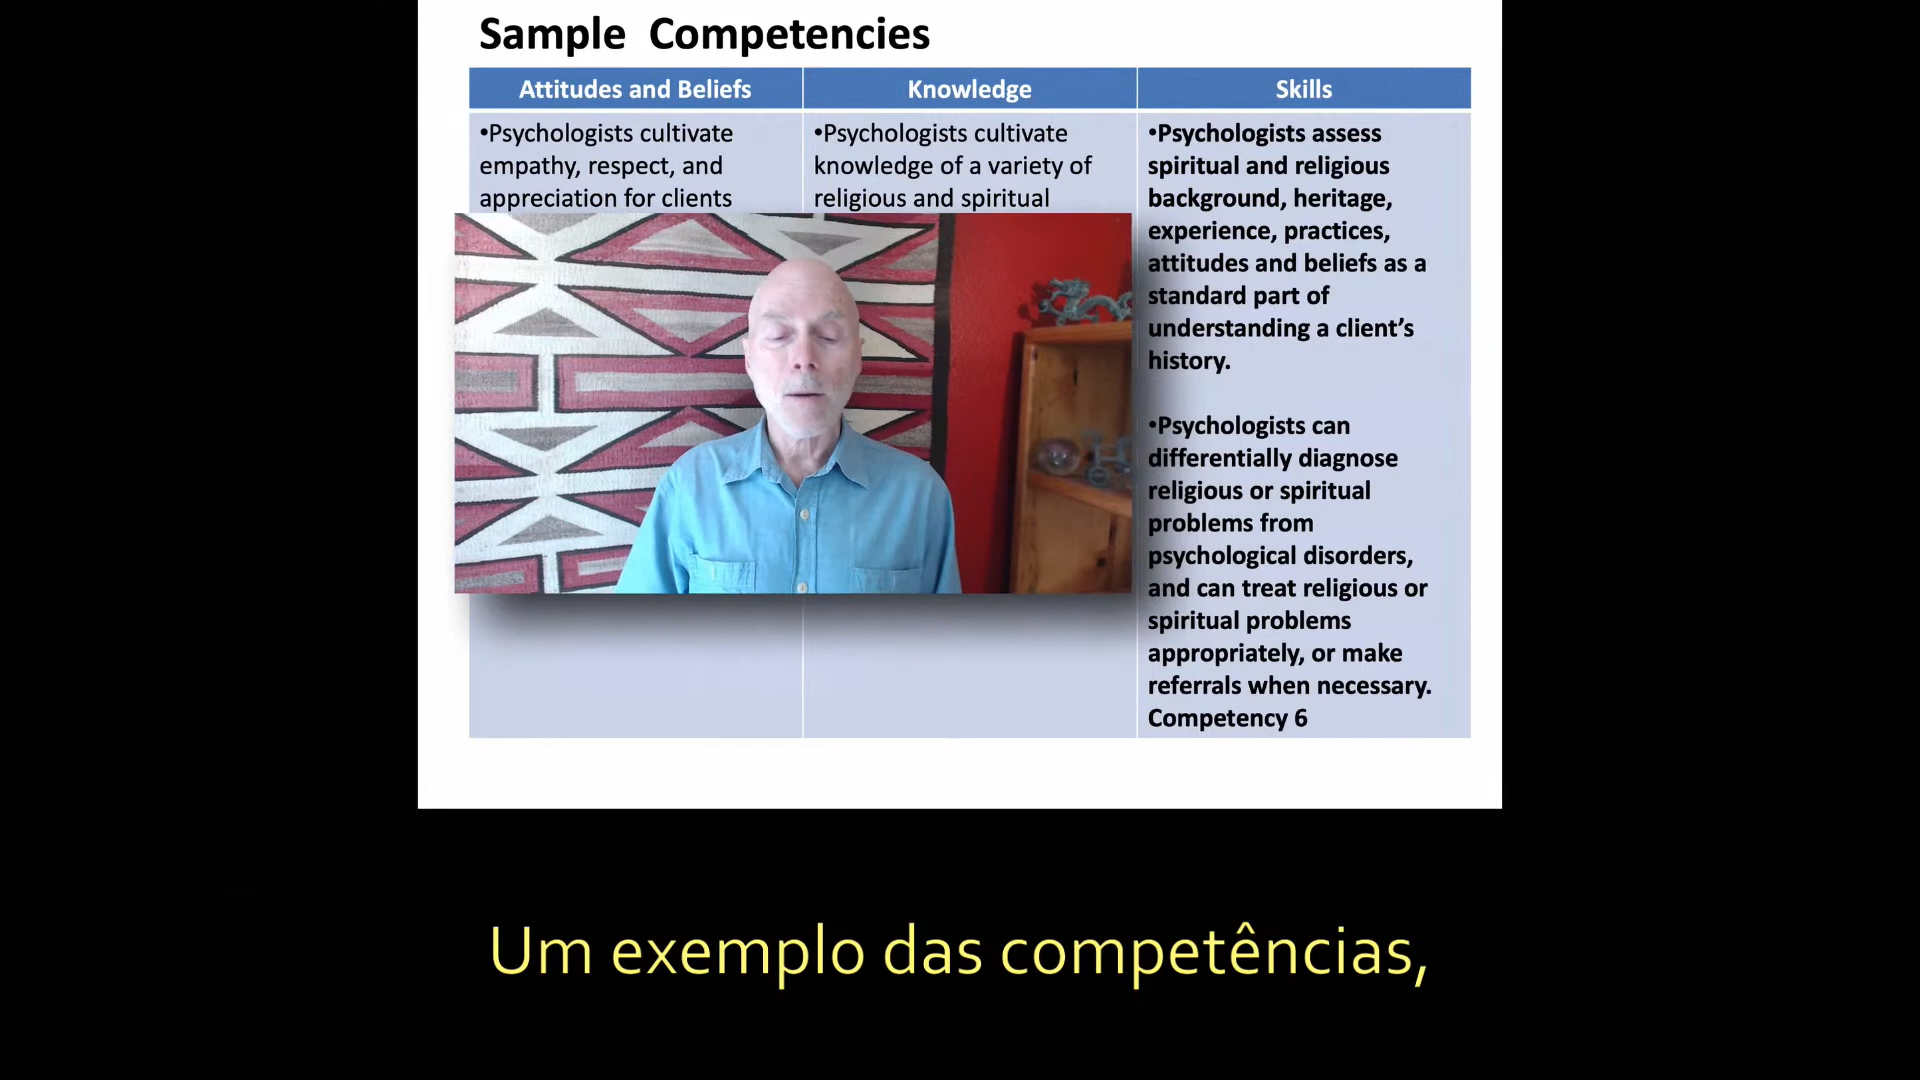 Sample Competencies
Attitudes and Beliefs
Knowledge
Skills
•Psychologists cultivate
empathy, respect, and
appreciation for clients
•Psychologists cultivate
knowledge of a variety of
religious and spiritual
•Psychologists assess
spiritual and religious
background, heritage,
experience, practices,
attitudes and beliefs as a
standard part of
understanding a client’s
history.
•Psychologists can
differentially diagnose
religious or spiritual
problems from
psychological disorders,
and can treat religious or
spiritual problems
appropriately, or make
referrals when necessary.
Competency 6
Um exemplo das competências,